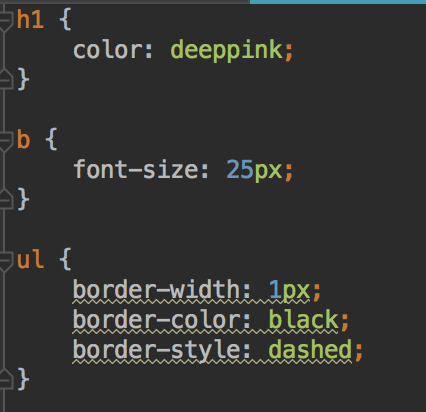 h1 {
    color: deeppink;
}
b {
    font-size: 25px;
}
ul {
    border-width: 1px;
    border-color: black;
    border-style: dashed;
}